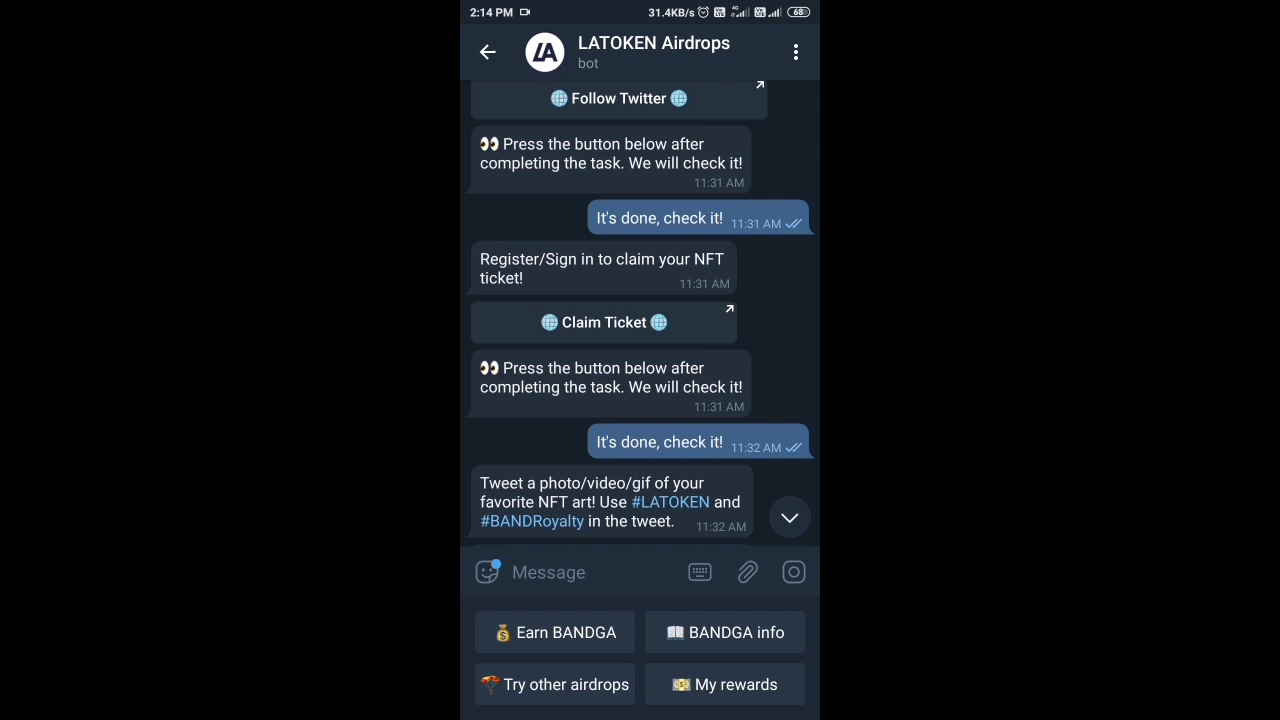 2:14 PM 31.4KB/s 4G 68
LA LATOKEN Airdrops
bot
Follow Twitter
Press the button below after
completing the task. We will check it!
11:31 AM
It's done, check it! 11:31 AM
Register/Sign in to claim your NFT
ticket! 11:31 AM
Claim Ticket
Press the button below after
completing the task. We will check it!
11:31 AM
It's done, check it! 11:32 AM
Tweet a photo/video/gif of your
favorite NFT art! Use #LATOKEN and
#BANDRoyalty in the tweet. 11:32 AM
Message
Earn BANDGA BANDGA info
Try other airdrops My rewards